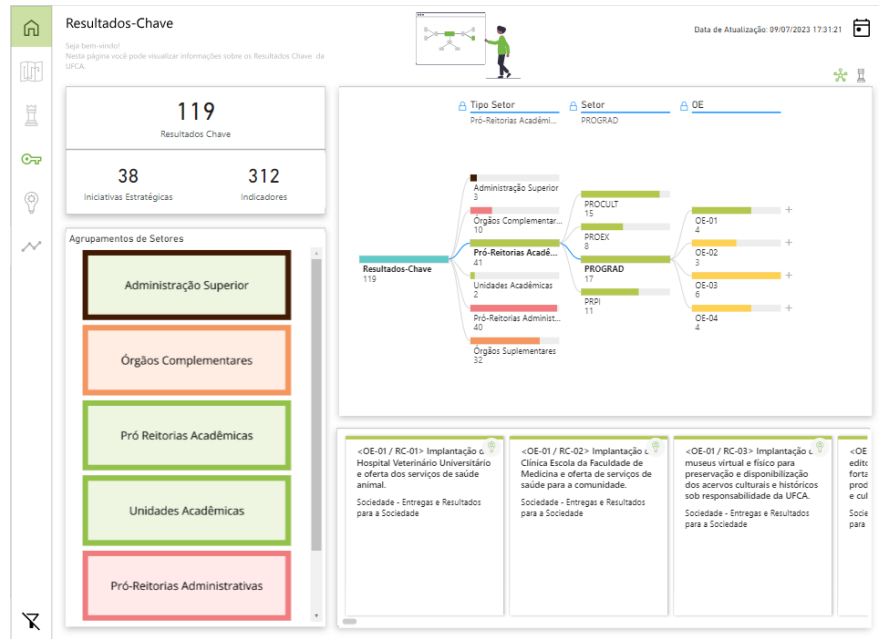 Resultados-Chave
Seja bem-vindo!
Nesta página você pode visualizar informações sobre os Resultados Chave da
UFCA.
Data de Atualização: 09/07/2023 17:31:21
119
Resultados Chave
38
Iniciativas Estratégicas
312
Indicadores
Agrupamentos de Setores
Administração Superior
Órgãos Complementares
Pró Reitorias Acadêmicas
Unidades Acadêmicas
Pró-Reitorias Administrativas
Tipo Setor
Pró-Reitorias Acadêmi...
Setor
PROGRAD
OE
Resultados-Chave
119
Administração Superior
3
Órgãos Complementar...
10
Pró-Reitorias Acadê...
41
Unidades Acadêmicas
2
Pró-Reitorias Administ...
40
Órgãos Suplementares
32
PROCULT
15
PROEX
8
PROGRAD
17
PRPI
11
OE-01
4
OE-02
3
OE-03
6
OE-04
4
<OE-01 / RC-01> Implantação
Hospital Veterinário Universitário
e oferta dos serviços de saúde
animal.
Sociedade - Entregas e Resultados
para a Sociedade
<OE-01 / RC-02> Implantação
Clínica Escola da Faculdade de
Medicina e oferta de serviços de
saúde para a comunidade.
Sociedade - Entregas e Resultados
para a Sociedade
<OE-01 / RC-03> Implantação
museus virtual e físico para
preservação e disponibilização
dos acervos culturais e históricos
sob responsabilidade da UFCA.
Sociedade - Entregas e Resultados
para a Sociedade
<OE
edito
forta
prod
e cul
Socie
para